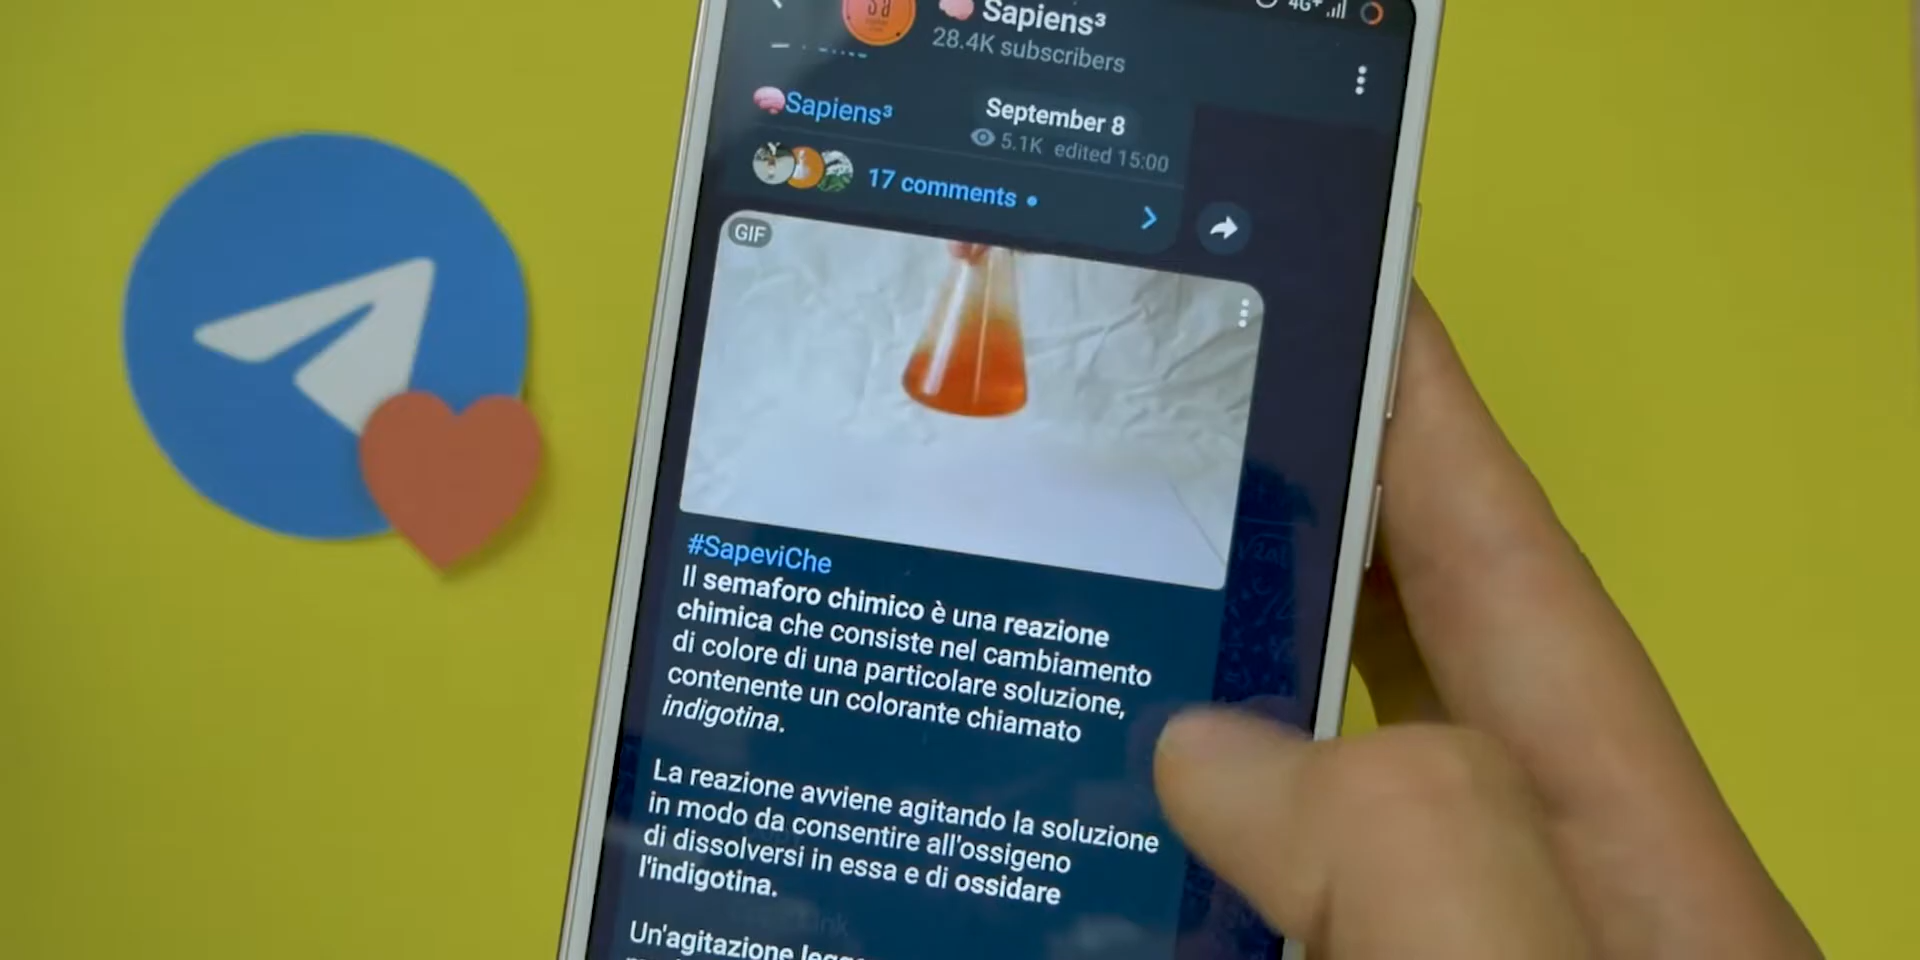 4G+
Sapiens³
28.4K subscribers
🧠Sapiens³
September 8
5.1K edited 15:00
17 comments
GIF
#SapeviChe
Il semaforo chimico è una reazione
chimica che consiste nel cambiamento
di colore di una particolare soluzione,
contenente un colorante chiamato
indigotina.
La reazione avviene agitando la soluzione
in modo da consentire all'ossigeno
di dissolversi in essa e di ossidare
l'indigotina.
Un'agitazione